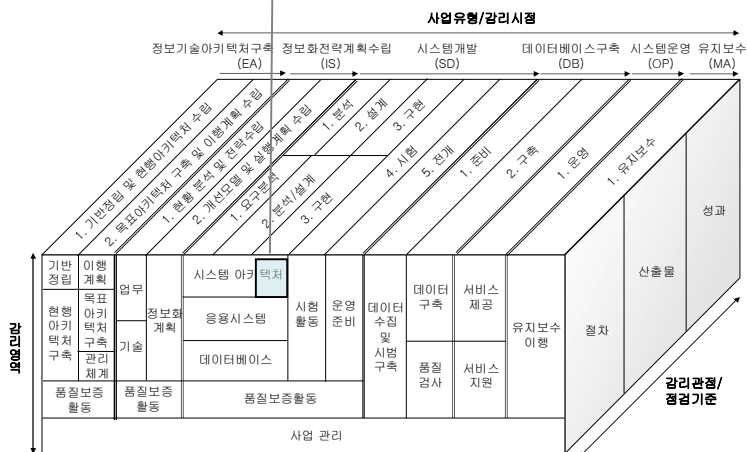 사업유형/감리시점
정보기술아키텍처구축 정보화전략계획수립 시스템개발 데이터베이스구축 시스템운영 유지보수
(EA) (IS) (SD) (DB) (OP) (MA)
1. 기반정립 및 현행아키텍처 수립
2. 목표아키텍처 구축 및 이행계획 수립
1. 현황 분석 및 전략수립
2. 개선모델 및 실행계획 수립
1. 분석
2. 설계
3. 구현
1. 요구분석
2. 분석/설계
3. 구현
4. 시험
5. 전개
1. 준비
2. 구축
1. 운영
1. 유지보수
감리영역
기반
정립
이행
계획
현행
아키
텍처
구축
목표
아키
텍처
구축
관리
체계
업무
기술
정보화
계획
시스템 아키텍처
응용시스템
데이터베이스
시험
활동
운영
준비
데이터
수집
및
시범
구축
데이터
구축
품질
검사
서비스
제공
서비스
지원
유지보수
이행
품질보증
활동
품질보증
활동
품질보증활동
사업 관리
절차
산출물
성과
감리관점/
점검기준